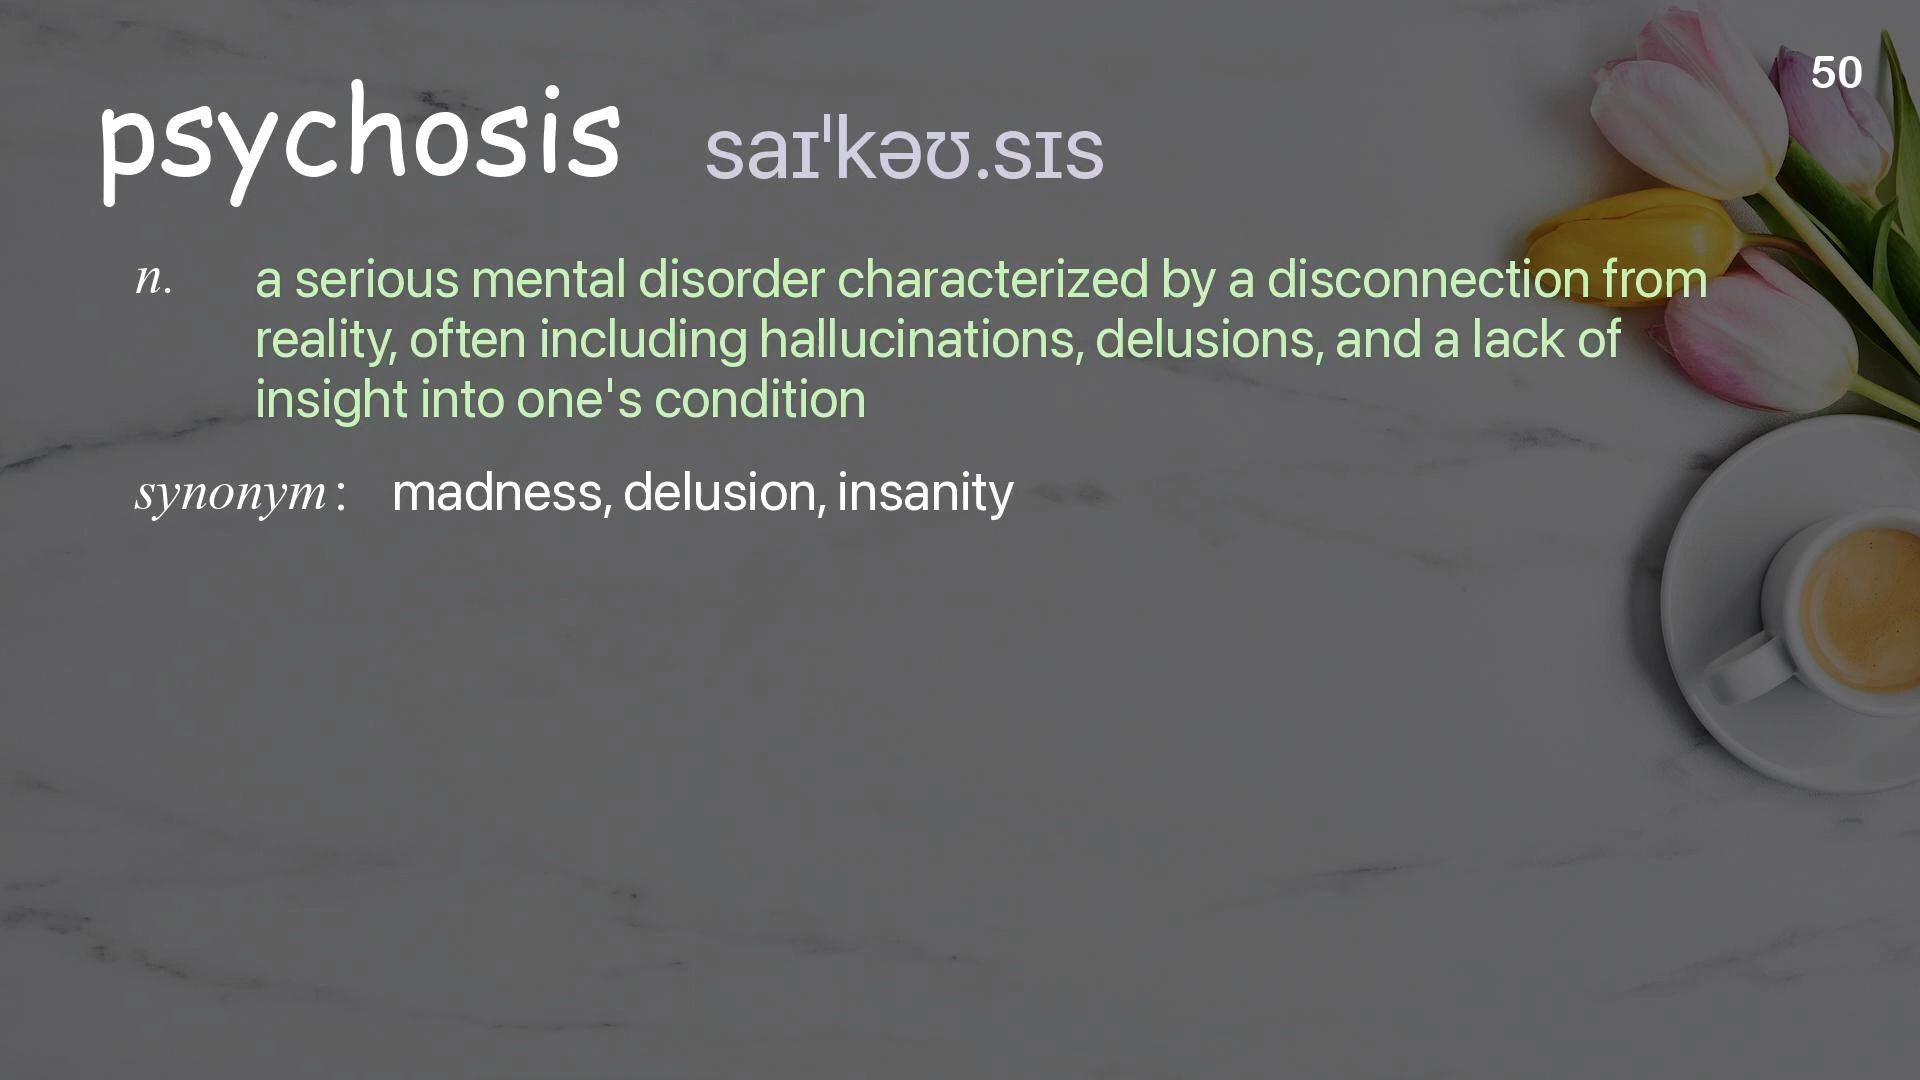 50
psychosis saɪˈkəʊ.sɪs
n. a serious mental disorder characterized by a disconnection from
reality, often including hallucinations, delusions, and a lack of
insight into one's condition
synonym: madness, delusion, insanity